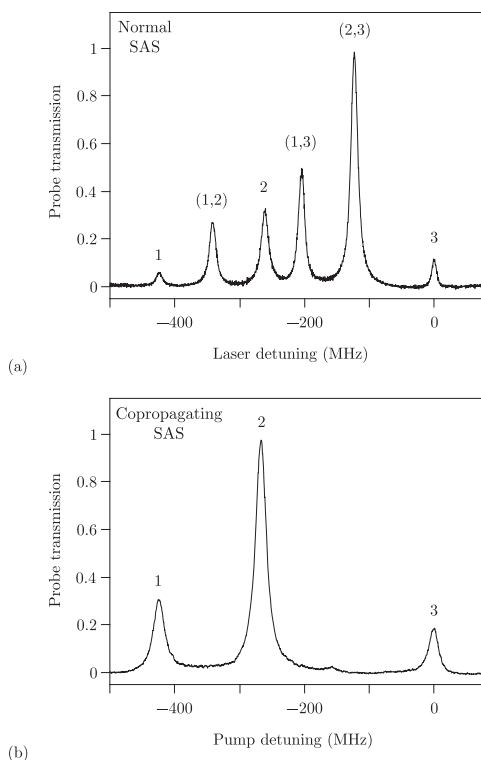 Normal
SAS
(2,3)
(1,3)
2
(1,2)
1
3
1
0.8
0.6
0.4
0.2
0
Probe transmission
−400
−200
0
Laser detuning (MHz)
(a)
Copropagating
SAS
2
1
3
1
0.8
0.6
0.4
0.2
0
Probe transmission
−400
−200
0
Pump detuning (MHz)
(b)